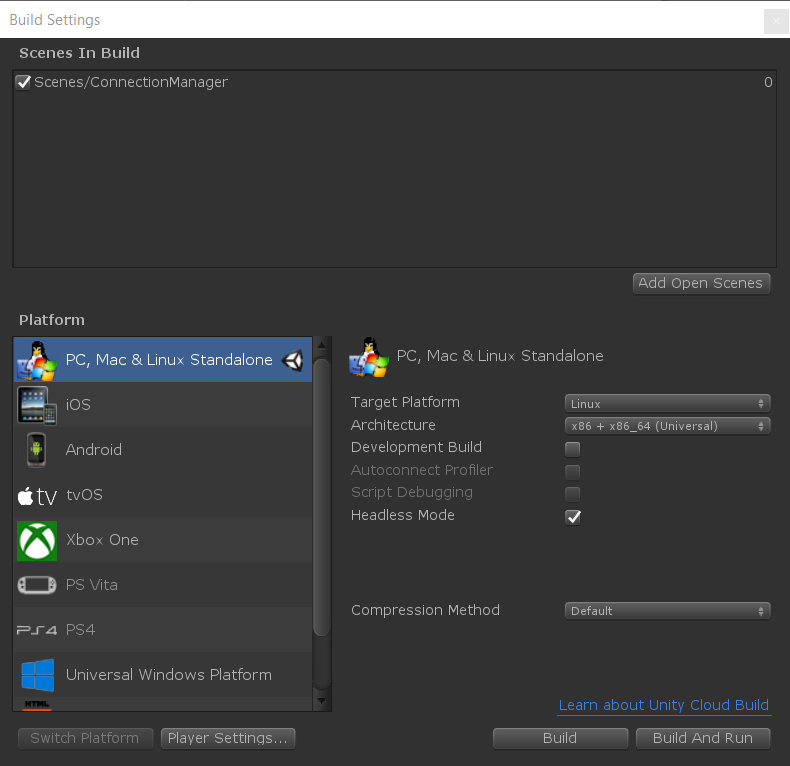 Build Settings
Scenes In Build
Scenes/ConnectionManager 0
Add Open Scenes
Platform
PC, Mac & Linux Standalone
iOS
Android
tv tvOS
Xbox One
PS Vita
PS4 PS4
Universal Windows Platform
HTML
PC, Mac & Linux Standalone
Target Platform Linux
Architecture x86 + x86_64 (Universal)
Development Build
Autoconnect Profiler
Script Debugging
Headless Mode
Compression Method Default
Learn about Unity Cloud Build
Switch Platform Player Settings... Build Build And Run